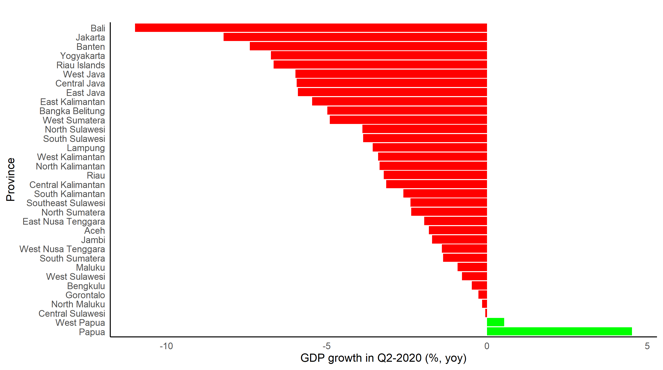 Province
Bali
Jakarta
Banten
Yogyakarta
Riau Islands
West Java
Central Java
East Java
East Kalimantan
Bangka Belitung
West Sumatera
North Sulawesi
South Sulawesi
Lampung
West Kalimantan
North Kalimantan
Riau
Central Kalimantan
South Kalimantan
Southeast Sulawesi
North Sumatera
East Nusa Tenggara
Aceh
Jambi
West Nusa Tenggara
South Sumatera
Maluku
West Sulawesi
Bengkulu
Gorontalo
North Maluku
Central Sulawesi
West Papua
Papua
-10 -5 0 5
GDP growth in Q2-2020 (%, yoy)